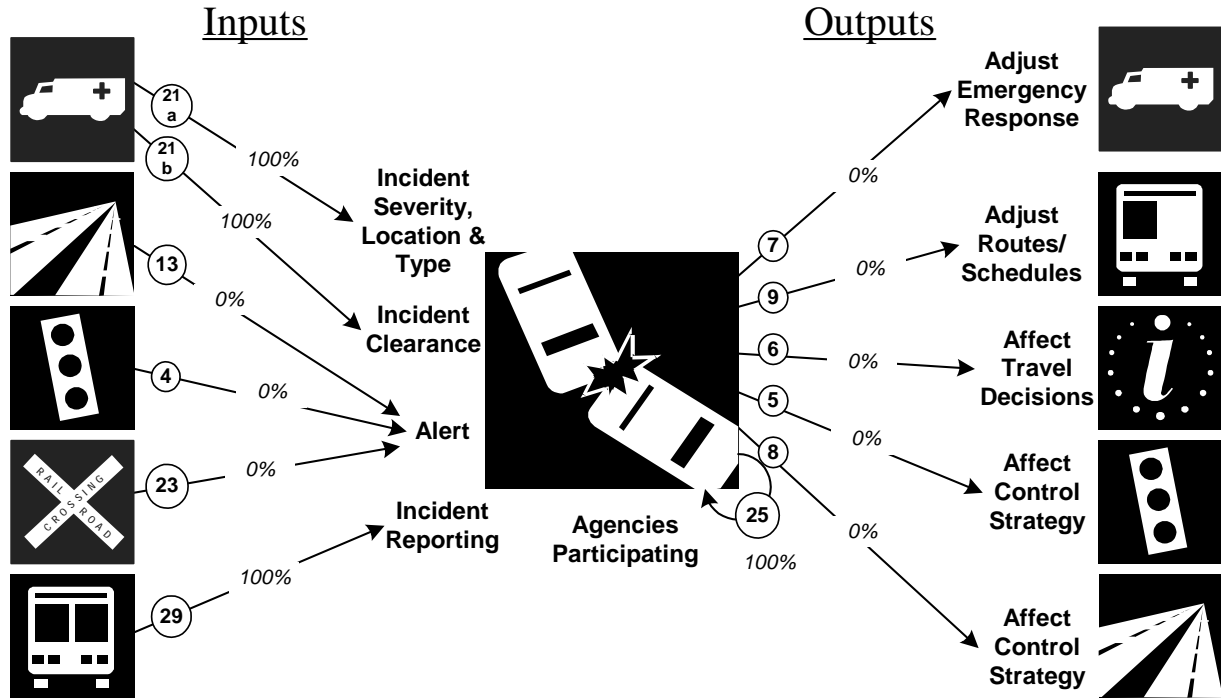 Inputs
Outputs
21
a
100%
21
b
100%
13
0%
4
0%
RAIL ROAD
CROSSING
23
0%
29
100%
Incident
Severity,
Location &
Type
Incident
Clearance
Alert
Incident
Reporting
Agencies
Participating
25
100%
7
0%
9
0%
6
0%
5
0%
8
0%
Adjust
Emergency
Response
Adjust
Routes/
Schedules
Affect
Travel
Decisions
i
Affect
Control
Strategy
Affect
Control
Strategy